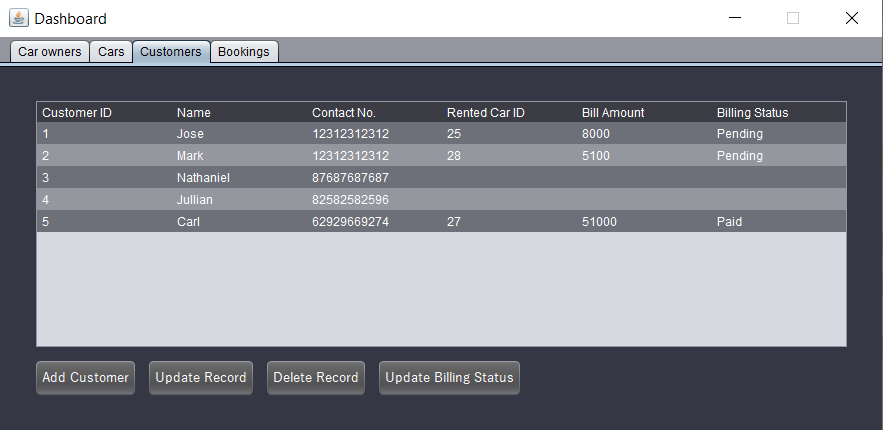 Dashboard
Car owners Cars Customers Bookings
Customer ID Name Contact No. Rented Car ID Bill Amount Billing Status
1 Jose 12312312312 25 8000 Pending
2 Mark 12312312312 28 5100 Pending
3 Nathaniel 87687687687
4 Jullian 82582582596
5 Carl 62929669274 27 51000 Paid
Add Customer Update Record Delete Record Update Billing Status